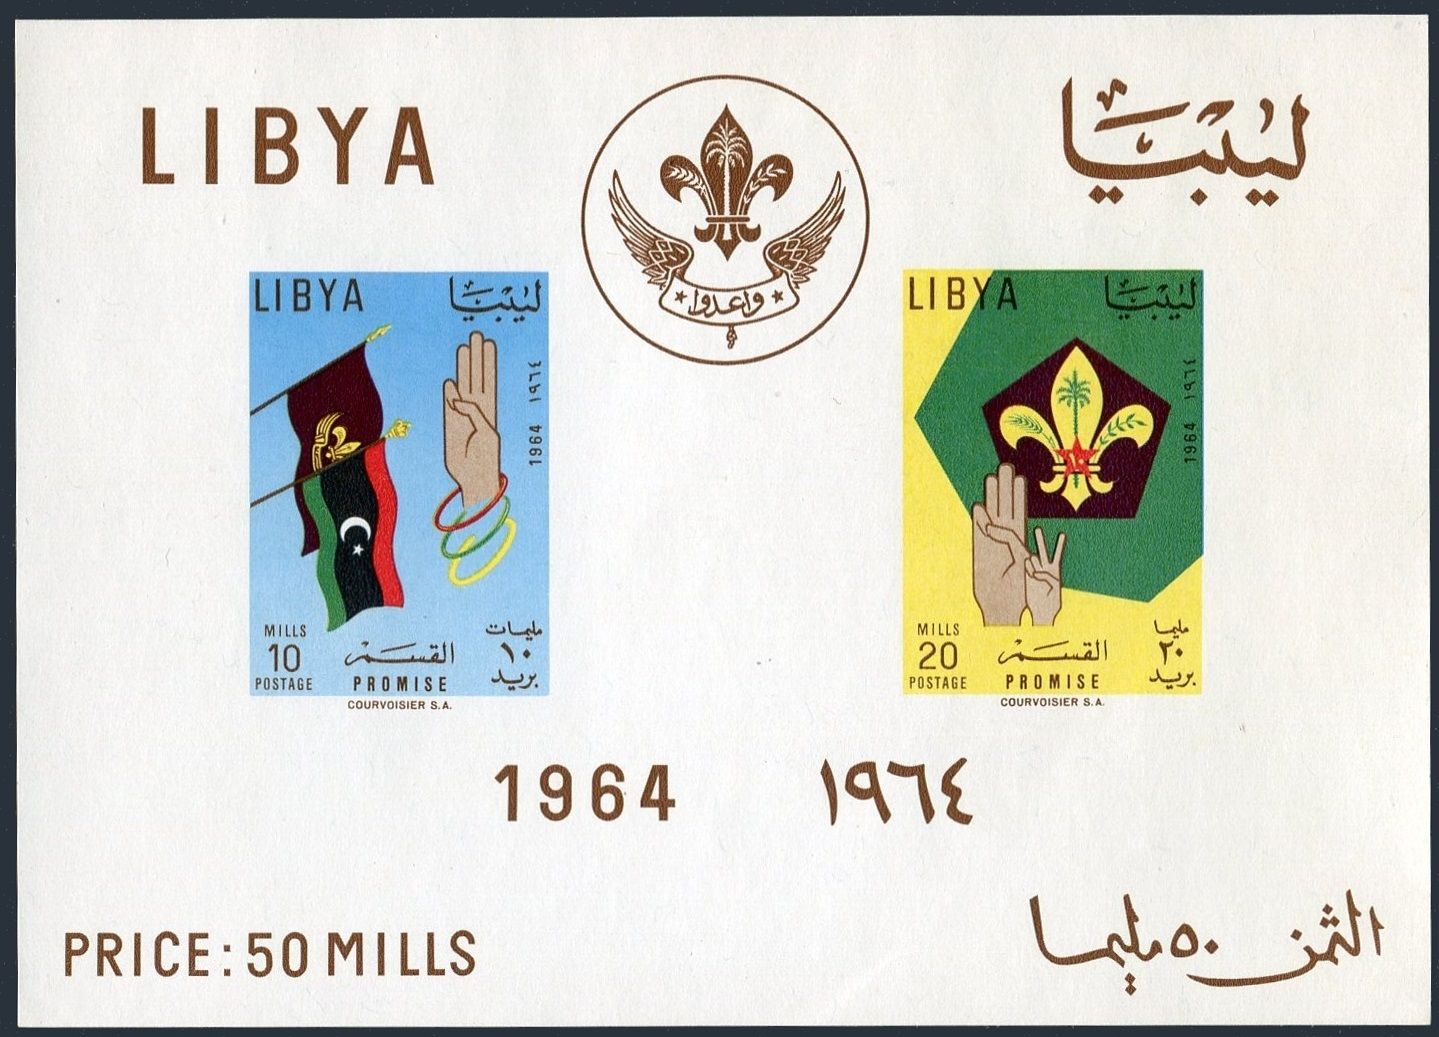 LIBYA
ليبيا
وأعدوا
LIBYA ليبيا
1964 ١٩٦٤
MILLS
10
POSTAGE
القسم
PROMISE
مليمات
١٠
بريد
COURVOISIER S.A.
LIBYA ليبيا
1964 ١٩٦٤
MILLS
20
POSTAGE
القسم
PROMISE
مليما
٢٠
بريد
COURVOISIER S.A.
1964 ١٩٦٤
PRICE: 50 MILLS
الثمن ٥٠ مليما